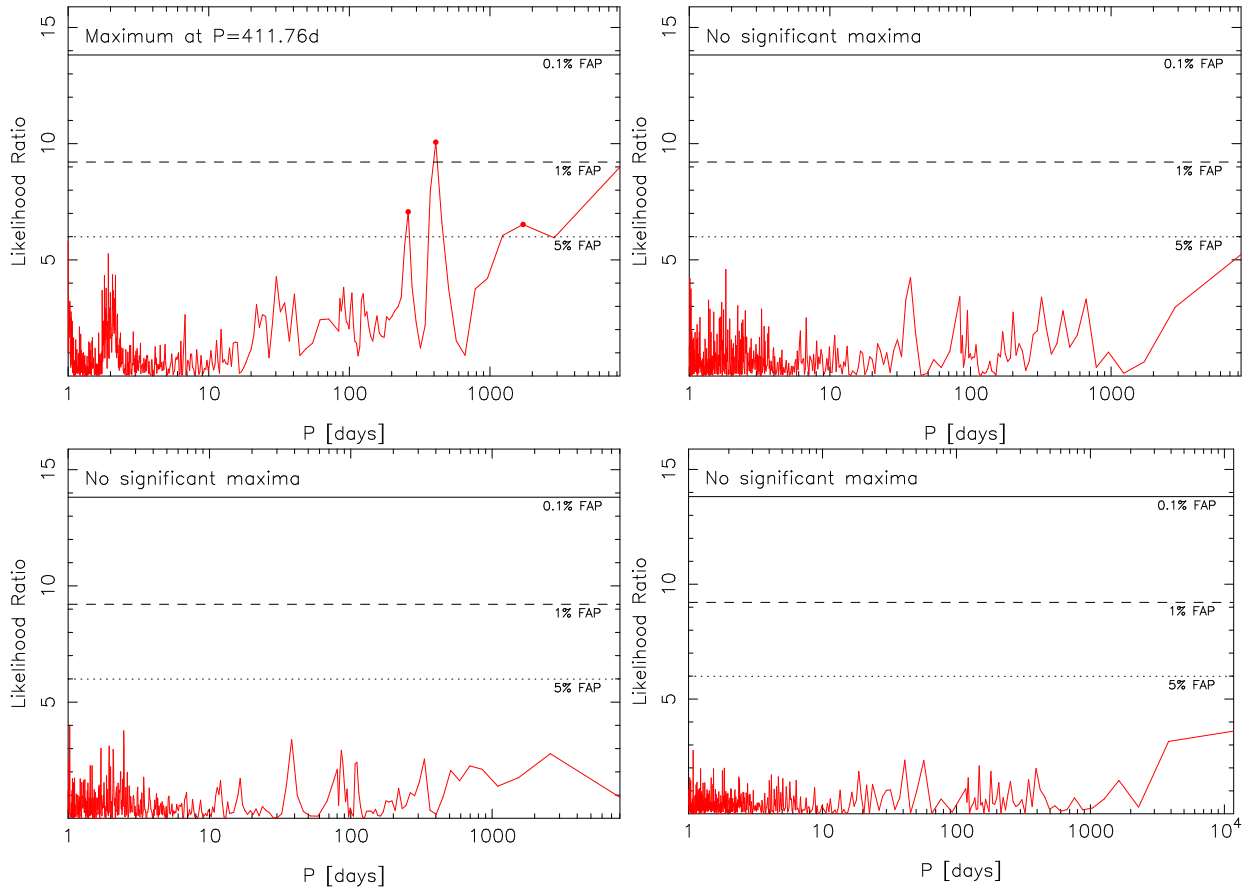 Maximum at P=411.76d
0.1% FAP
1% FAP
5% FAP
Likelihood Ratio
5
10
15
1
10
100
1000
P [days]
No significant maxima
0.1% FAP
1% FAP
5% FAP
Likelihood Ratio
5
10
15
1
10
100
1000
P [days]
No significant maxima
0.1% FAP
1% FAP
5% FAP
Likelihood Ratio
5
10
15
1
10
100
1000
P [days]
No significant maxima
0.1% FAP
1% FAP
5% FAP
Likelihood Ratio
5
10
15
1
10
100
1000
10⁴
P [days]